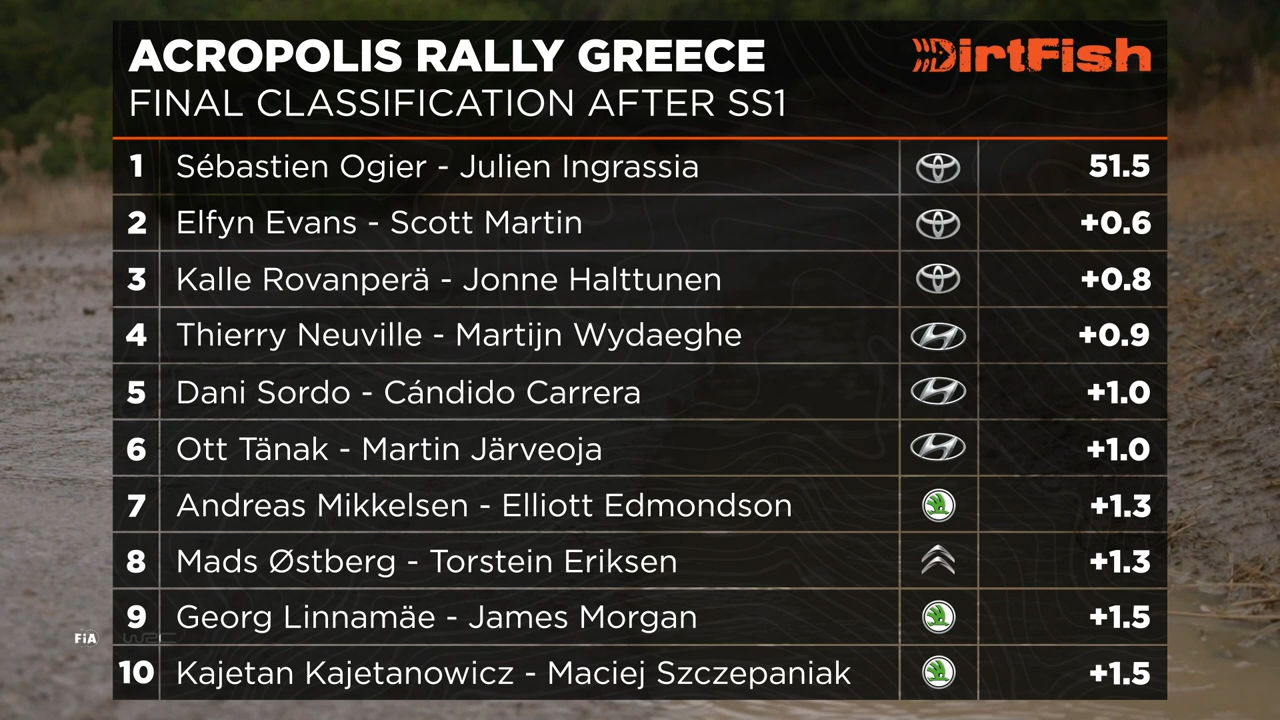 ACROPOLIS RALLY GREECE
DirtFish
FINAL CLASSIFICATION AFTER SS1
1 Sébastien Ogier - Julien Ingrassia 51.5
2 Elfyn Evans - Scott Martin +0.6
3 Kalle Rovanperä - Jonne Halttunen +0.8
4 Thierry Neuville - Martijn Wydaeghe +0.9
5 Dani Sordo - Cándido Carrera +1.0
6 Ott Tänak - Martin Järveoja +1.0
7 Andreas Mikkelsen - Elliott Edmondson +1.3
8 Mads Østberg - Torstein Eriksen +1.3
9 Georg Linnamäe - James Morgan +1.5
FIA WRC
10 Kajetan Kajetanowicz - Maciej Szczepaniak +1.5